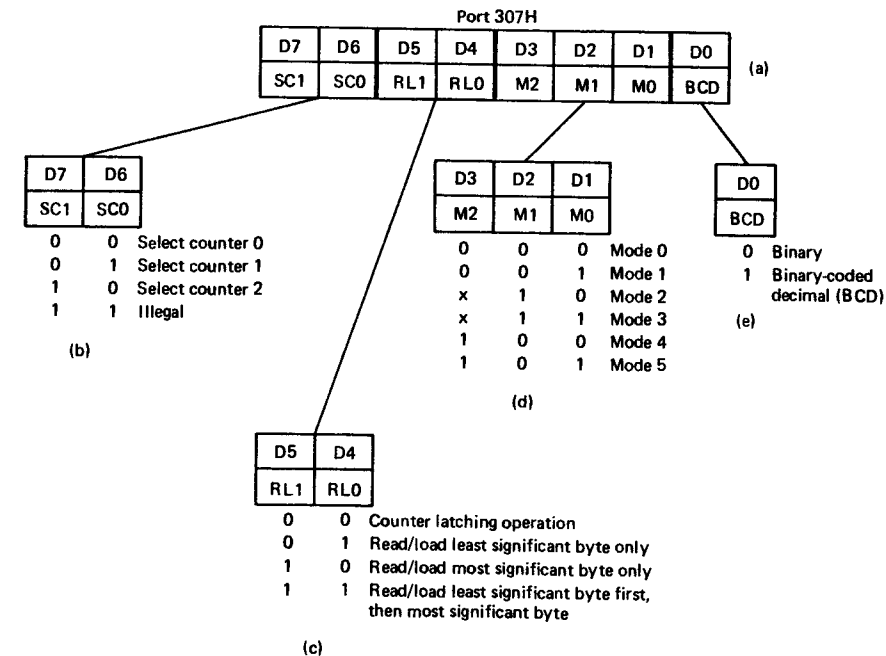 Port 307H
D7 D6 D5 D4 D3 D2 D1 D0
SC1 SC0 RL1 RL0 M2 M1 M0 BCD
(a)
D7 D6
SC1 SC0
0 0 Select counter 0
0 1 Select counter 1
1 0 Select counter 2
1 1 Illegal
(b)
D3 D2 D1
M2 M1 M0
0 0 0 Mode 0
0 0 1 Mode 1
x 1 0 Mode 2
x 1 1 Mode 3
1 0 0 Mode 4
1 0 1 Mode 5
(d)
D0
BCD
0 Binary
1 Binary-coded
decimal (BCD)
(e)
D5 D4
RL1 RL0
0 0 Counter latching operation
0 1 Read/load least significant byte only
1 0 Read/load most significant byte only
1 1 Read/load least significant byte first,
then most significant byte
(c)